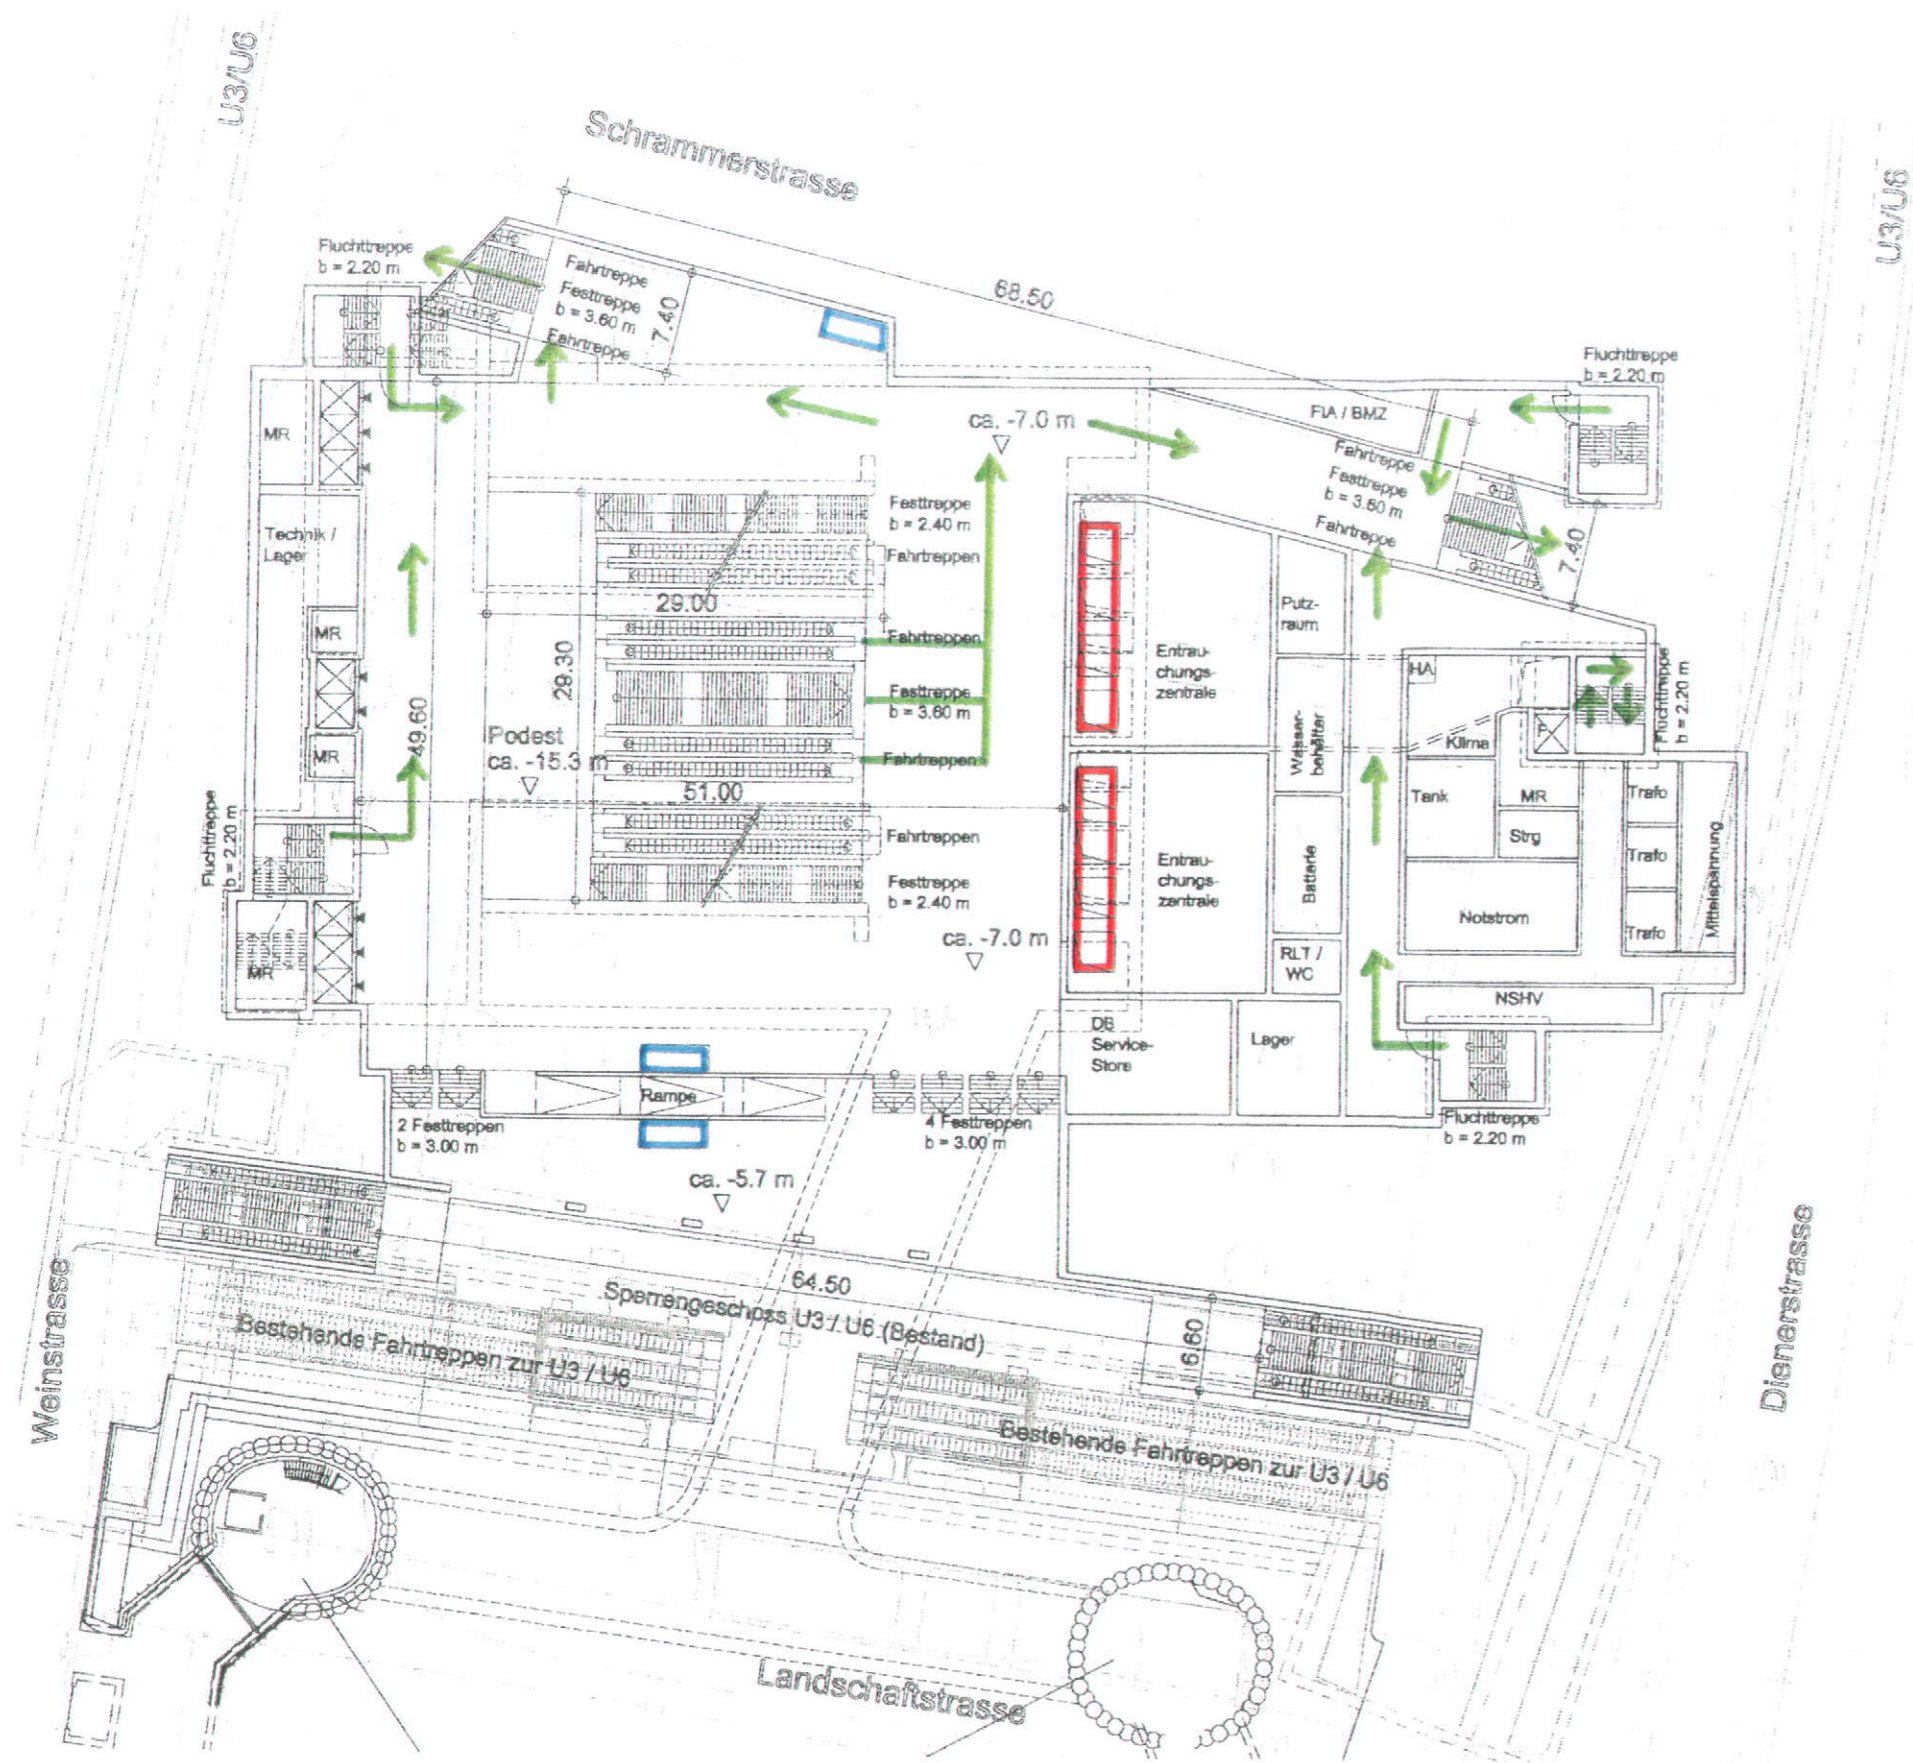 U3/U6
U3/U6
Schrammerstrasse
68.50
Fluchttreppe
b = 2.20 m
Fahrtreppe
Festtreppe
b = 3.60 m
Fahrtreppe
7.40
Fluchttreppe
b = 2.20 m
MR
ca. -7.0 m
FIA / BMZ
Fahrtreppe
Festtreppe
b = 3.60 m
Fahrtreppe
7.40
Technik /
Lager
Festtreppe
b = 2.40 m
Fahrtreppen
29.00
29.30
MR
Fahrtreppen
Festtreppe
b = 3.60 m
Fahrtreppen
49.60
Podest
ca. -15.3 m
MR
51.00
Fahrtreppen
Festtreppe
b = 2.40 m
ca. -7.0 m
Fluchttreppe
b = 2.20 m
MR
Entrau-
chungs-
zentrale
Putz-
raum
Wasser-
behälter
Entrau-
chungs-
zentrale
Batterie
RLT /
WC
HA
Klima
F
Fluchttreppe
b = 2.20 m
Tank
MR
Strg
Trafo
Trafo
Trafo
Mittelspannung
Notstrom
NSHV
DB
Service-
Store
Lager
Rampe
2 Festtreppen
b = 3.00 m
4 Festtreppen
b = 3.00 m
Fluchttreppe
b = 2.20 m
ca. -5.7 m
64.50
Sperrengeschoss U3 / U6 (Bestand)
Bestehende Fahrtreppen zur U3 / U6
6.60
Bestehende Fahrtreppen zur U3 / U6
Weinstrasse
Dienerstrasse
Landschaftstrasse